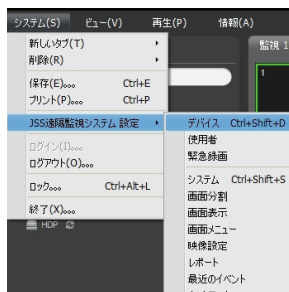 システム(S) ビュー(V) 再生(P) 情報(A)
新しいタブ(T)
削除(R)
監視 1
保存(E)... Ctrl+E
プリント(P)... Ctrl+P
1
JSS遠隔監視システム 設定
デバイス Ctrl+Shift+D
ログイン(I)...
使用者
ログアウト(O)...
緊急録画
ロック... Ctrl+Alt+L
システム Ctrl+Shift+S
画面分割
終了(X)...
画面表示
HDP
画面メニュー
映像設定
レポート
最近のイベント